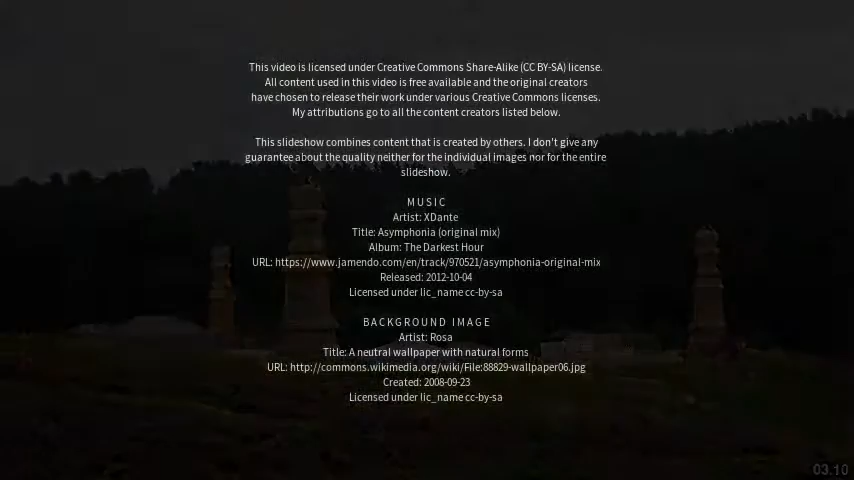 This video is licensed under Creative Commons Share-Alike (CC BY-SA) license.
All content used in this video is free available and the original creators
have chosen to release their work under various Creative Commons licenses.
My attributions go to all the content creators listed below.
This slideshow combines content that is created by others. I don't give any
guarantee about the quality neither for the individual images nor for the entire
slideshow.
MUSIC
Artist: XDante
Title: Asymphonia (original mix)
Album: The Darkest Hour
URL: https://www.jamendo.com/en/track/970521/asymphonia-original-mix
Released: 2012-10-04
Licensed under lic_name cc-by-sa
BACKGROUND IMAGE
Artist: Rosa
Title: A neutral wallpaper with natural forms
URL: http://commons.wikimedia.org/wiki/File:88829-wallpaper06.jpg
Created: 2008-09-23
Licensed under lic_name cc-by-sa
03.10